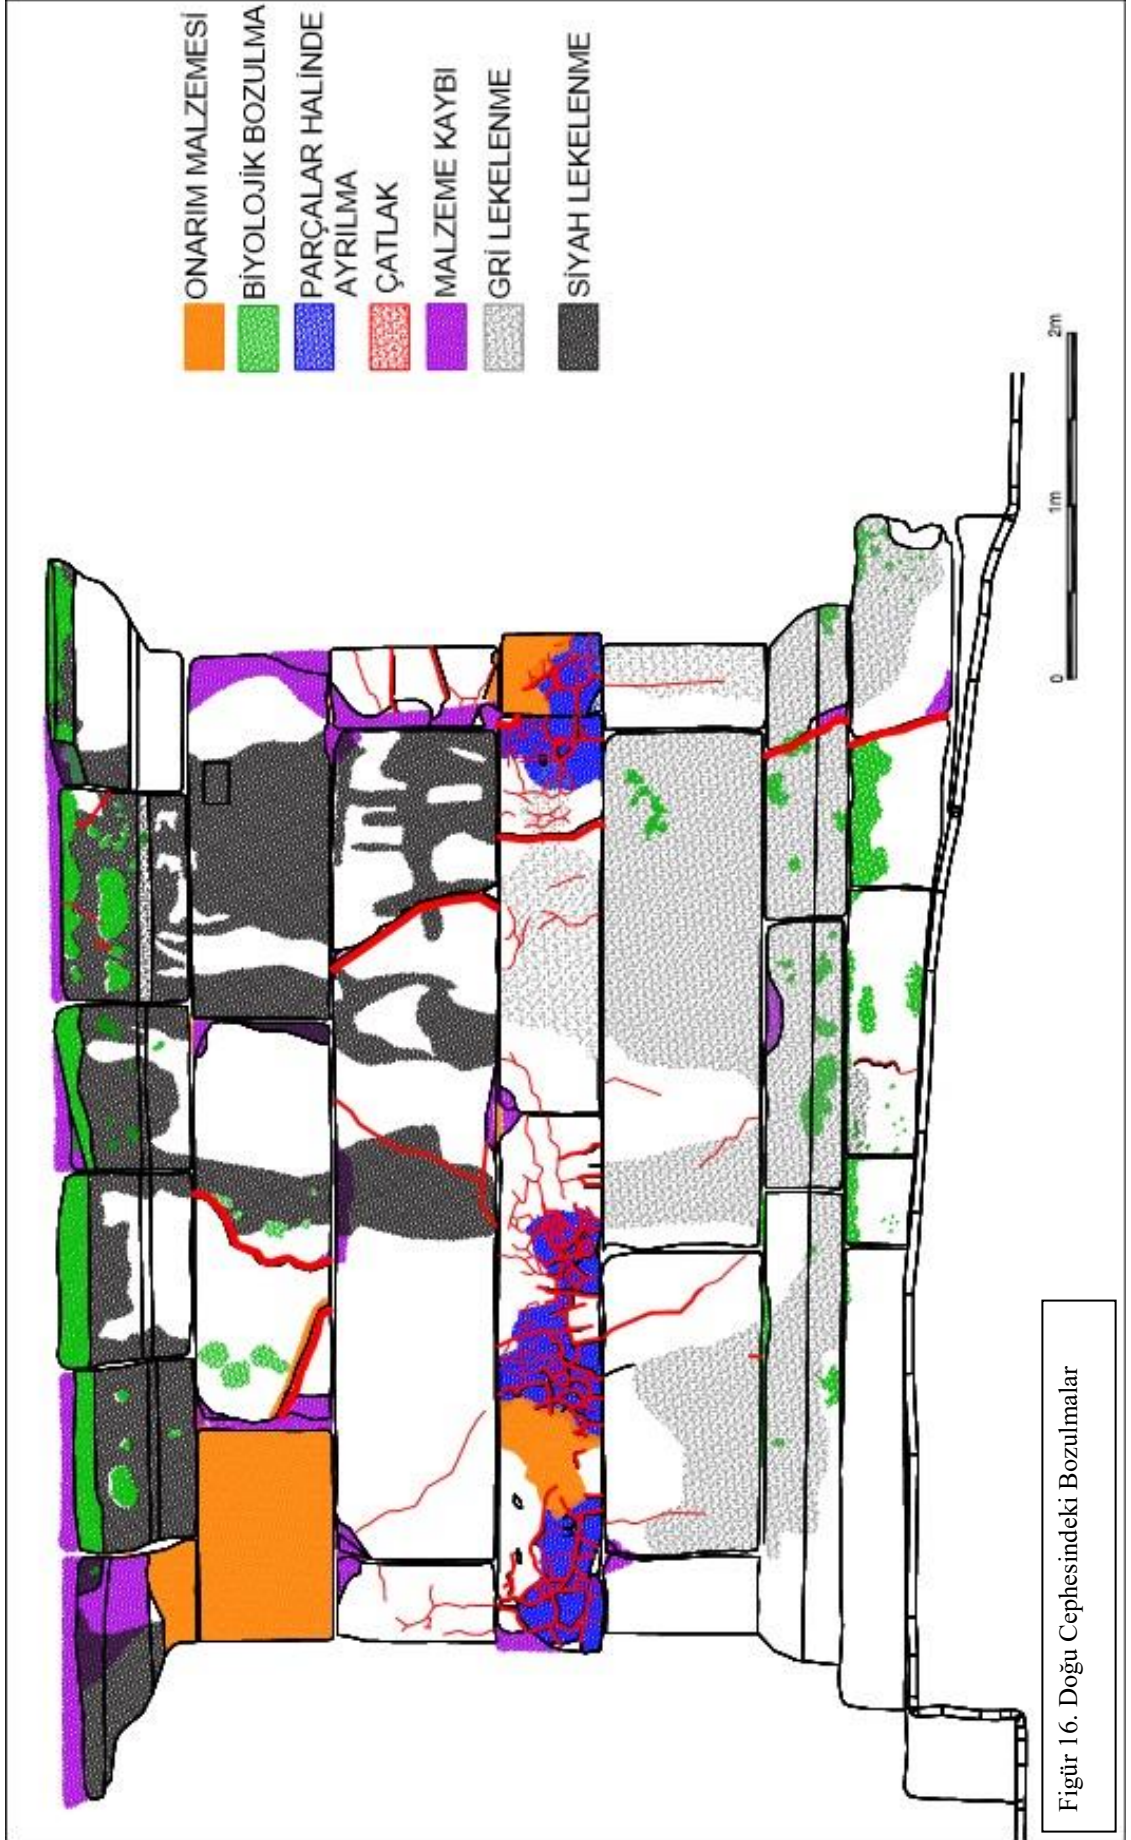 ONARIM MALZEMESİ
BİYOLOJİK BOZULMA
PARÇALAR HALİNDE
AYRILMA
ÇATLAK
MALZEME KAYBI
GRİ LEKELENME
SİYAH LEKELENME
0 1m 2m
Figür 16. Doğu Cephesindeki Bozulmalar